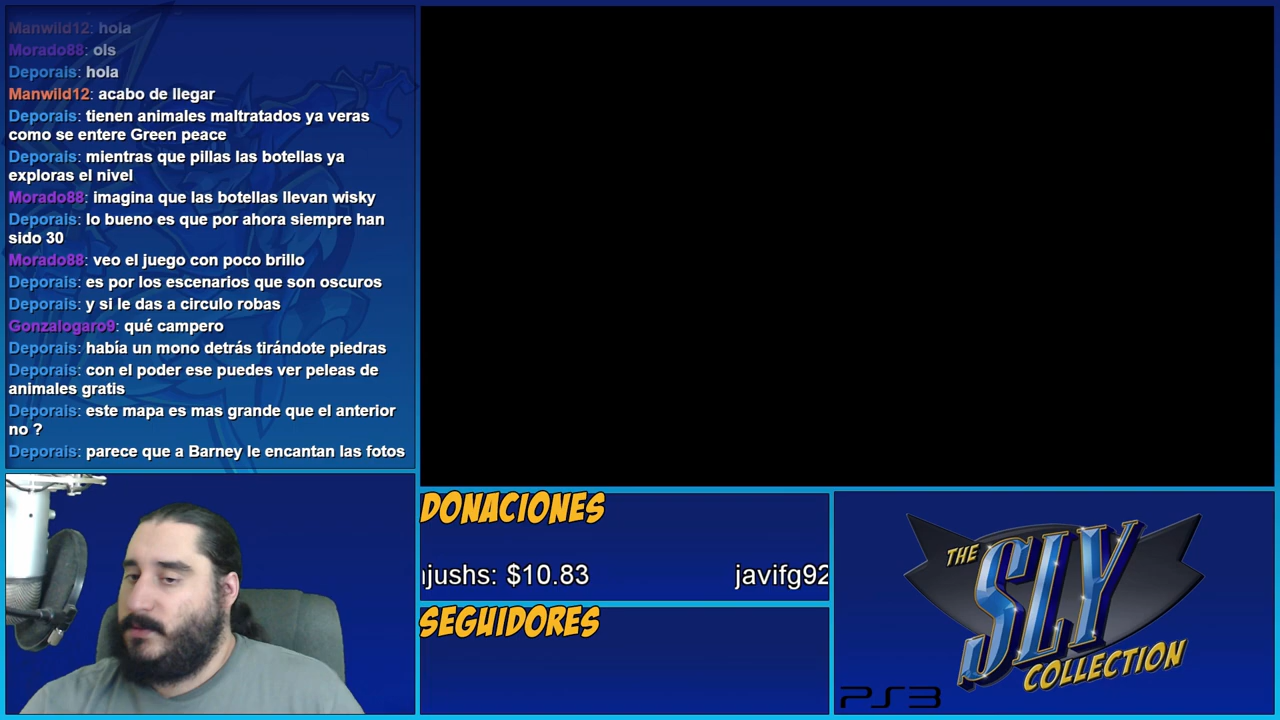 Manwild12: hola
Morado88: ols
Deporais: hola
Manwild12: acabo de llegar
Deporais: tienen animales maltratados ya veras
como se entere Green peace
Deporais: mientras que pillas las botellas ya
exploras el nivel
Morado88: imagina que las botellas llevan wisky
Deporais: lo bueno es que por ahora siempre han
sido 30
Morado88: veo el juego con poco brillo
Deporais: es por los escenarios que son oscuros
Deporais: y si le das a circulo robas
Gonzalogaro9: qué campero
Deporais: había un mono detrás tirándote piedras
Deporais: con el poder ese puedes ver peleas de
animales gratis
Deporais: este mapa es mas grande que el anterior
no ?
Deporais: parece que a Barney le encantan las fotos
DONACIONES
jushs: $10.83 javifg92
SEGUIDORES
THE
SLY
COLLECTION
PS3